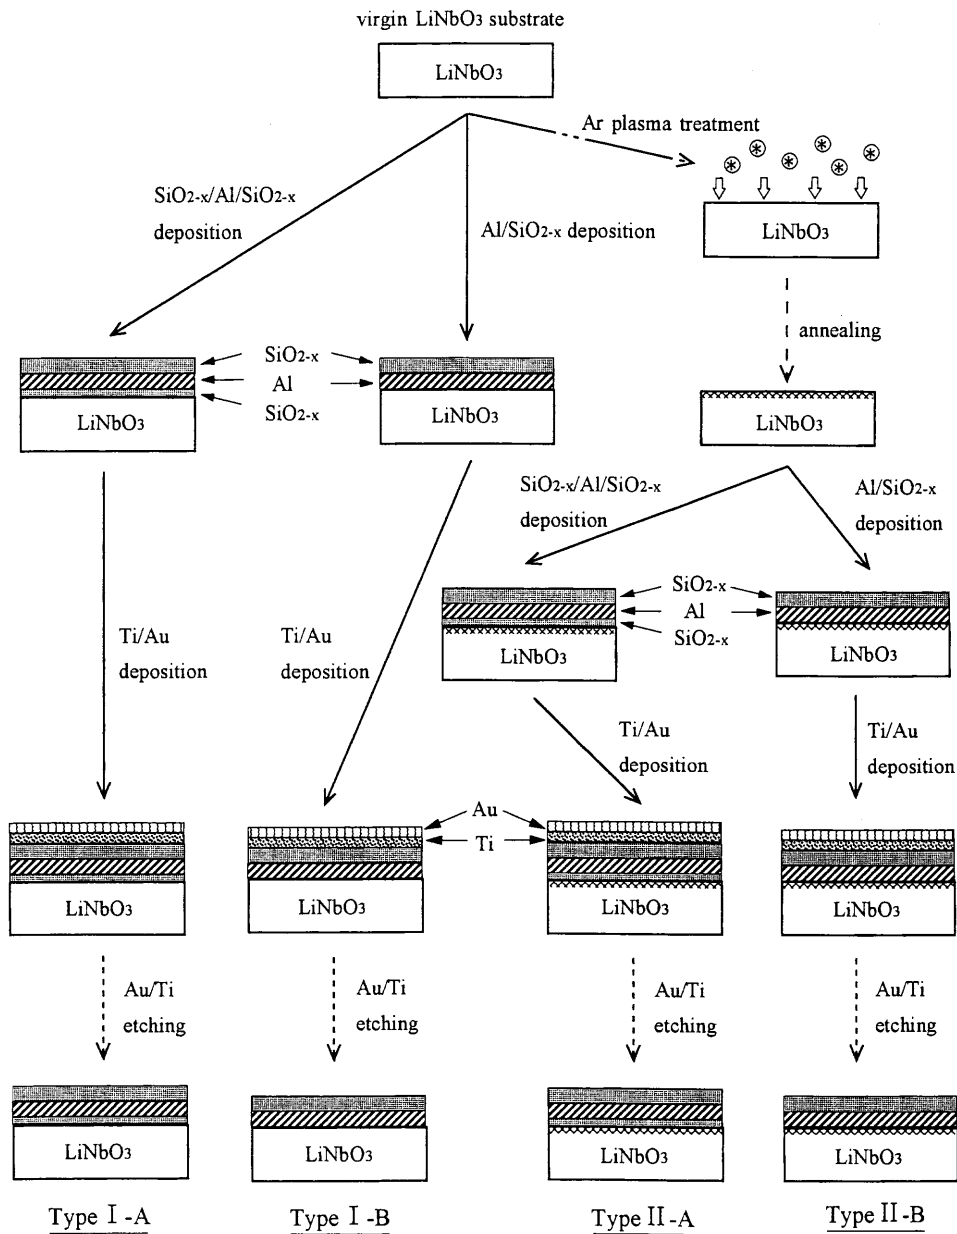 virgin LiNbO3 substrate
LiNbO3
Ar plasma treatment
SiO2-x/Al/SiO2-x
deposition
Al/SiO2-x deposition
LiNbO3
annealing
SiO2-x
Al
SiO2-x
LiNbO3
LiNbO3
LiNbO3
SiO2-x/Al/SiO2-x
deposition
Al/SiO2-x
deposition
SiO2-x
Al
SiO2-x
LiNbO3
LiNbO3
Ti/Au
deposition
Ti/Au
deposition
Ti/Au
deposition
Ti/Au
deposition
Au
Ti
LiNbO3
LiNbO3
LiNbO3
LiNbO3
Au/Ti
etching
Au/Ti
etching
Au/Ti
etching
Au/Ti
etching
LiNbO3
LiNbO3
LiNbO3
LiNbO3
Type I -A
Type I -B
Type II -A
Type II -B